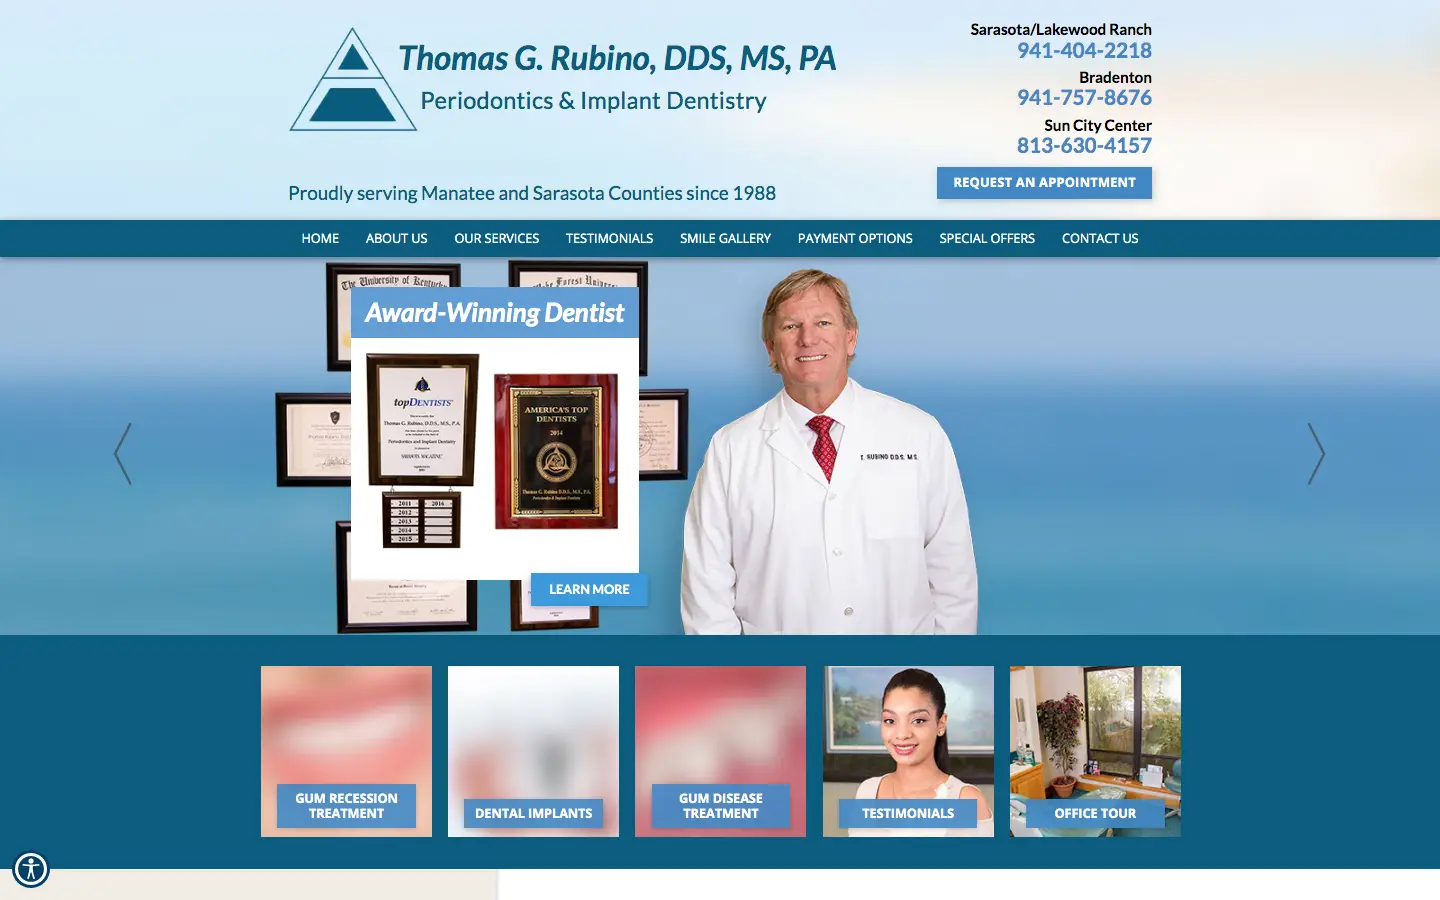 Thomas G. Rubino, DDS, MS, PA
Periodontics & Implant Dentistry
Proudly serving Manatee and Sarasota Counties since 1988
Sarasota/Lakewood Ranch
941-404-2218
Bradenton
941-757-8676
Sun City Center
813-630-4157
REQUEST AN APPOINTMENT
HOME ABOUT US OUR SERVICES TESTIMONIALS SMILE GALLERY PAYMENT OPTIONS SPECIAL OFFERS CONTACT US
The University of Kentucky
Forest Univers
Award-Winning Dentist
topDENTISTS
Thomas G. Rubino, D.D.S., M.S., P.A.
Periodontics and Implant Dentistry
SARASOTA MAGAZINE
2011 2016
2012
2013
2014
2015
AMERICA'S TOP
DENTISTS
2014
Thomas G. Rubino D.D.S., M.S., P.A.
Periodontics & Implant Dentistry
T. RUBINO D.D.S. M.S.
LEARN MORE
GUM RECESSION
TREATMENT
DENTAL IMPLANTS
GUM DISEASE
TREATMENT
TESTIMONIALS
OFFICE TOUR